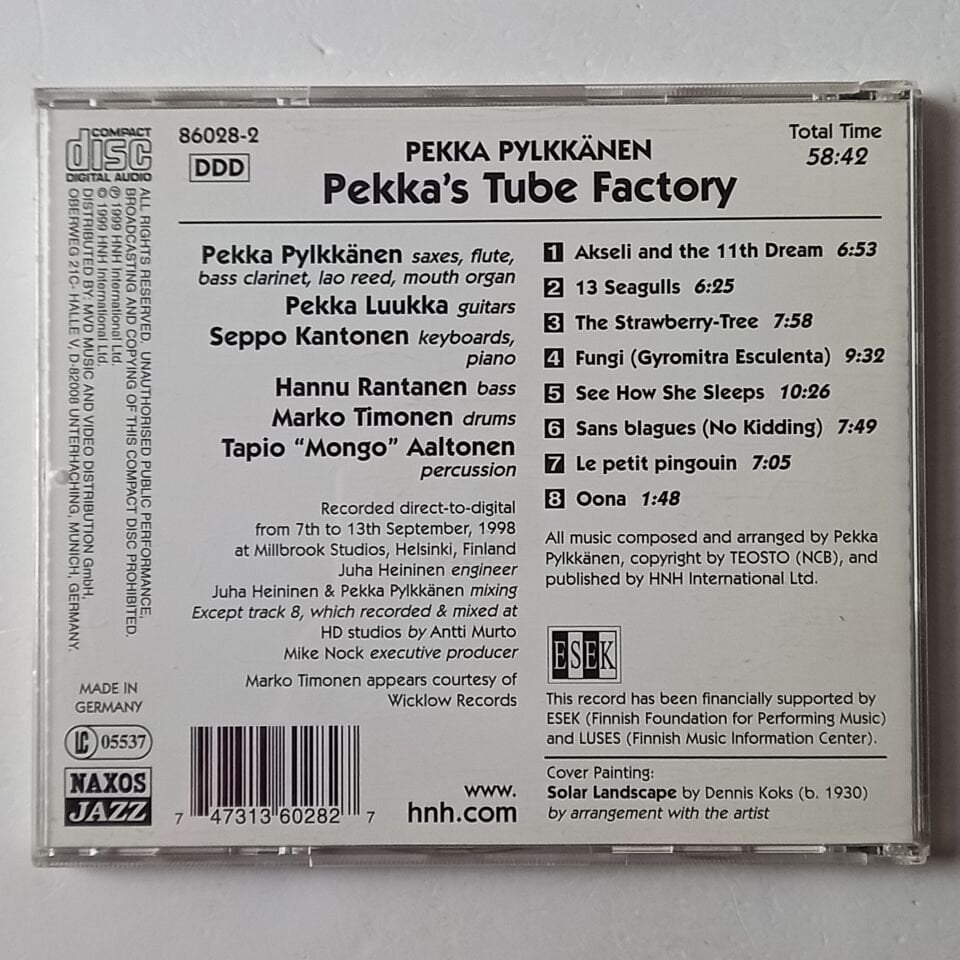 COMPACT
disc
DIGITAL AUDIO
ALL RIGHTS RESERVED. UNAUTHORISED PUBLIC PERFORMANCE,
BROADCASTING AND COPYING OF THIS COMPACT DISC PROHIBITED.
℗ 1999 HNH International Ltd.
© 1999 HNH International Ltd.
DISTRIBUTED BY: MVD MUSIC AND VIDEO DISTRIBUTION GmbH,
OBERWEG 21C- HALLE V, D-82008 UNTERHACHING, MUNICH, GERMANY.
MADE IN
GERMANY
LC 05537
NAXOS
JAZZ
86028-2
DDD
PEKKA PYLKKÄNEN
Pekka's Tube Factory
Total Time
58:42
Pekka Pylkkänen saxes, flute,
bass clarinet, lao reed, mouth organ
Pekka Luukka guitars
Seppo Kantonen keyboards,
piano
Hannu Rantanen bass
Marko Timonen drums
Tapio "Mongo" Aaltonen
percussion
Recorded direct-to-digital
from 7th to 13th September, 1998
at Millbrook Studios, Helsinki, Finland
Juha Heininen engineer
Juha Heininen & Pekka Pylkkänen mixing
Except track 8, which recorded & mixed at
HD studios by Antti Murto
Mike Nock executive producer
Marko Timonen appears courtesy of
Wicklow Records
7 47313 60282 7
www.
hnh.com
1 Akseli and the 11th Dream 6:53
2 13 Seagulls 6:25
3 The Strawberry-Tree 7:58
4 Fungi (Gyromitra Esculenta) 9:32
5 See How She Sleeps 10:26
6 Sans blagues (No Kidding) 7:49
7 Le petit pingouin 7:05
8 Oona 1:48
All music composed and arranged by Pekka
Pylkkänen, copyright by TEOSTO (NCB), and
published by HNH International Ltd.
ESEK
This record has been financially supported by
ESEK (Finnish Foundation for Performing Music)
and LUSES (Finnish Music Information Center).
Cover Painting:
Solar Landscape by Dennis Koks (b. 1930)
by arrangement with the artist